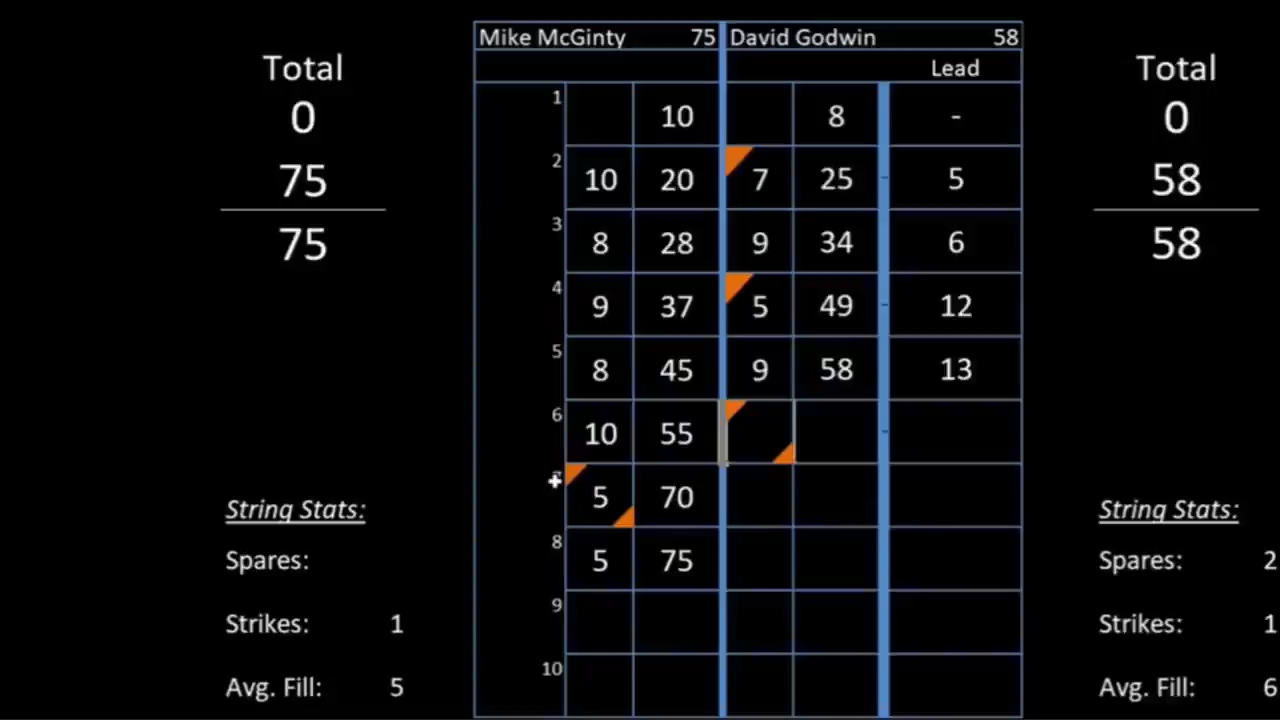 Mike McGinty 75 David Godwin 58
Total Lead Total
0 1 10 8 - 0
75 2 10 20 7 25 5 58
75 3 8 28 9 34 6 58
4 9 37 5 49 12
5 8 45 9 58 13
6 10 55
5 70
String Stats: String Stats:
8 5 75
Spares: Spares: 2
9
Strikes: 1 Strikes: 1
10
Avg. Fill: 5 Avg. Fill: 6